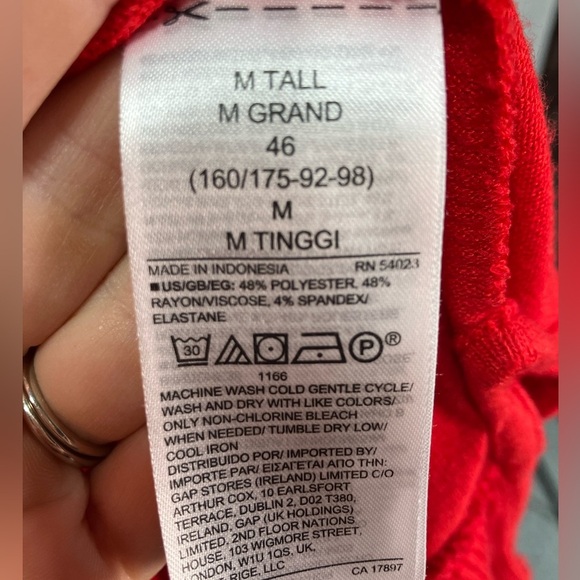 M TALL
M GRAND
46
(160/175-92-98)
M
M TINGGI
MADE IN INDONESIA RN 54023
■US/GB/EG: 48% POLYESTER, 48%
RAYON/VISCOSE, 4% SPANDEX/
ELASTANE
30 P ®
1166
MACHINE WASH COLD GENTLE CYCLE/
WASH AND DRY WITH LIKE COLORS/
ONLY NON-CHLORINE BLEACH
WHEN NEEDED/ TUMBLE DRY LOW/
COOL IRON
DISTRIBUIDO POR/ IMPORTED BY/
IMPORTE PAR/ ΕΙΣΑΓΕΤΑΙ ΑΠΟ ΤΗΝ:
GAP STORES (IRELAND) LIMITED C/O
ARTHUR COX, 10 EARLSFORT
TERRACE, DUBLIN 2, D02 T380,
IRELAND, GAP (UK HOLDINGS)
LIMITED, 2ND FLOOR NATIONS
HOUSE, 103 WIGMORE STREET,
LONDON, W1U 1QS, UK.
RIGE, LLC
CA 17897